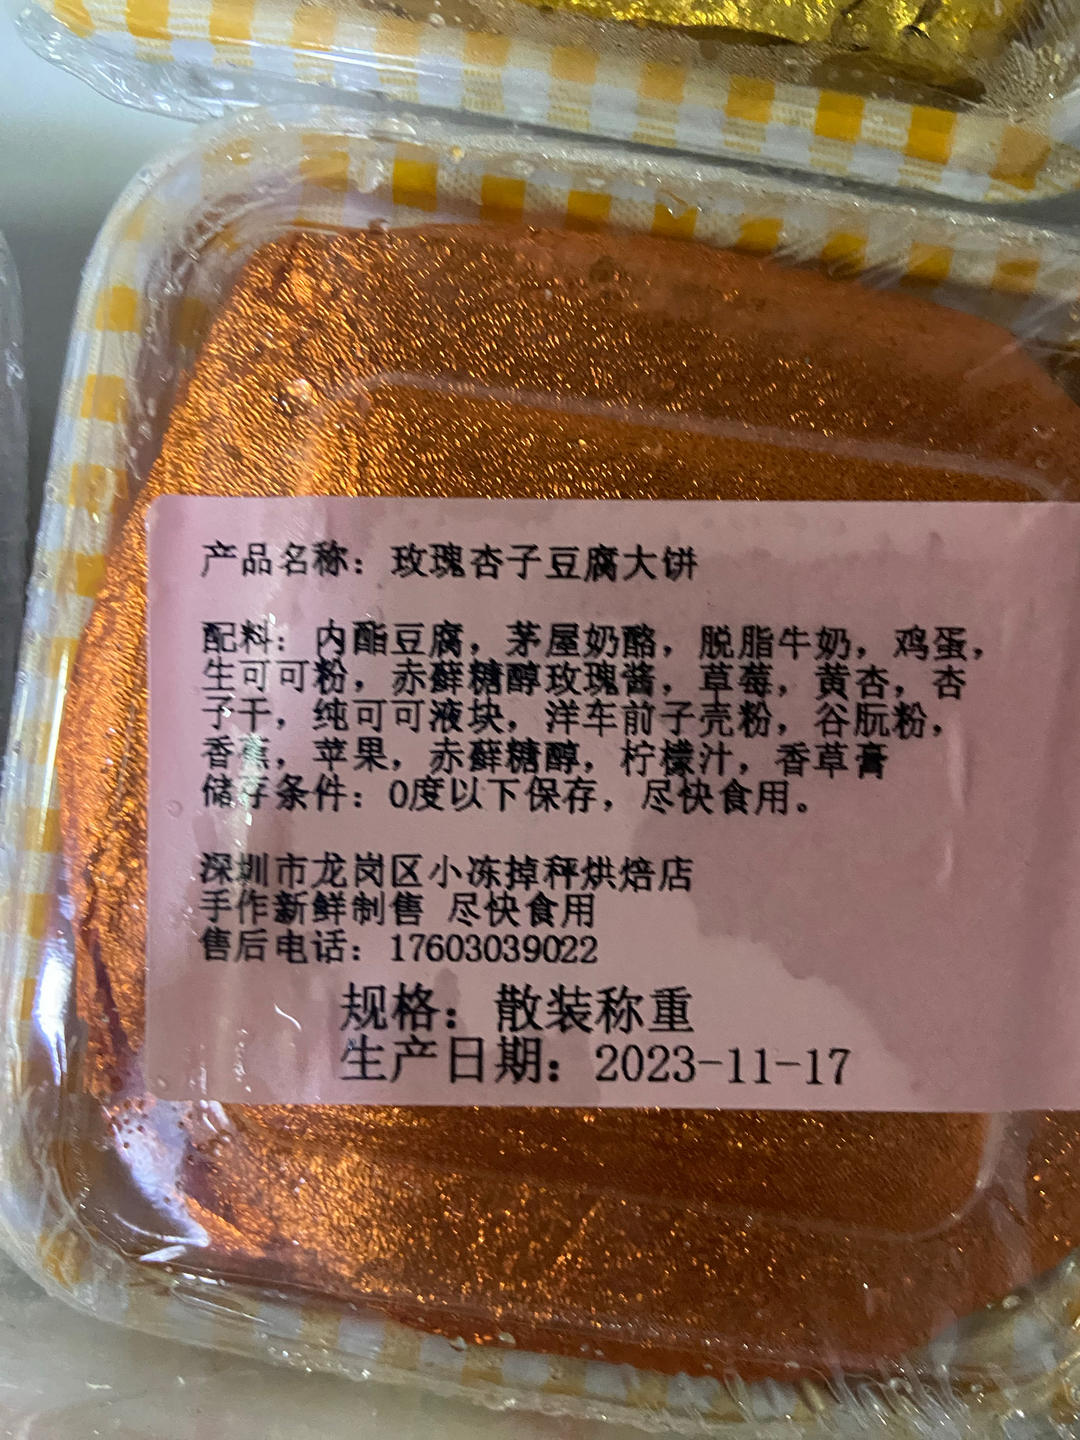 产品名称：玫瑰杏子豆腐大饼
配料：内酯豆腐，茅屋奶酪，脱脂牛奶，鸡蛋，
生可可粉，赤藓糖醇玫瑰酱，草莓，黄杏，杏
子干，纯可可液块，洋车前子壳粉，谷朊粉，
香蕉，苹果，赤藓糖醇，柠檬汁，香草膏
储存条件：0度以下保存，尽快食用。
深圳市龙岗区小冻掉秤烘焙店
手作新鲜制售 尽快食用
售后电话：17603039022
规格：散装称重
生产日期：2023-11-17